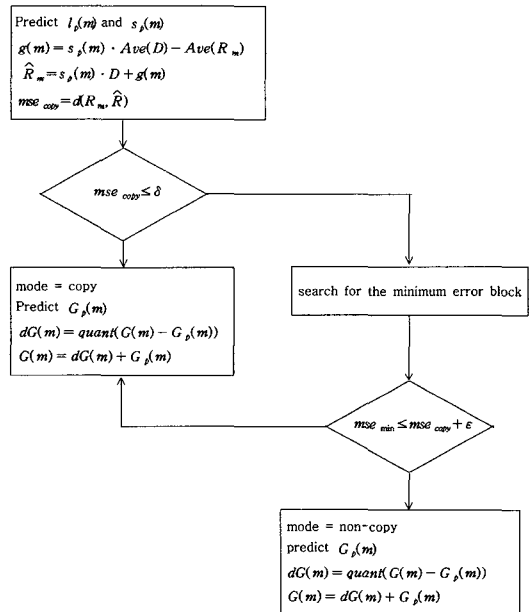 Predict l_p(m) and s_p(m)
g(m)=s_p(m) · Ave(D)−Ave(R_m)
R̂_m=s_p(m) · D+g(m)
mse_copy=d(R_m, R̂)
mse_copy≤δ
mode = copy
Predict G_p(m)
dG(m)=quant(G(m)−G_p(m))
G(m)=dG(m)+G_p(m)
search for the minimum error block
mse_min≤mse_copy+ε
mode = non-copy
predict G_p(m)
dG(m)=quant(G(m)−G_p(m))
G(m)=dG(m)+G_p(m)